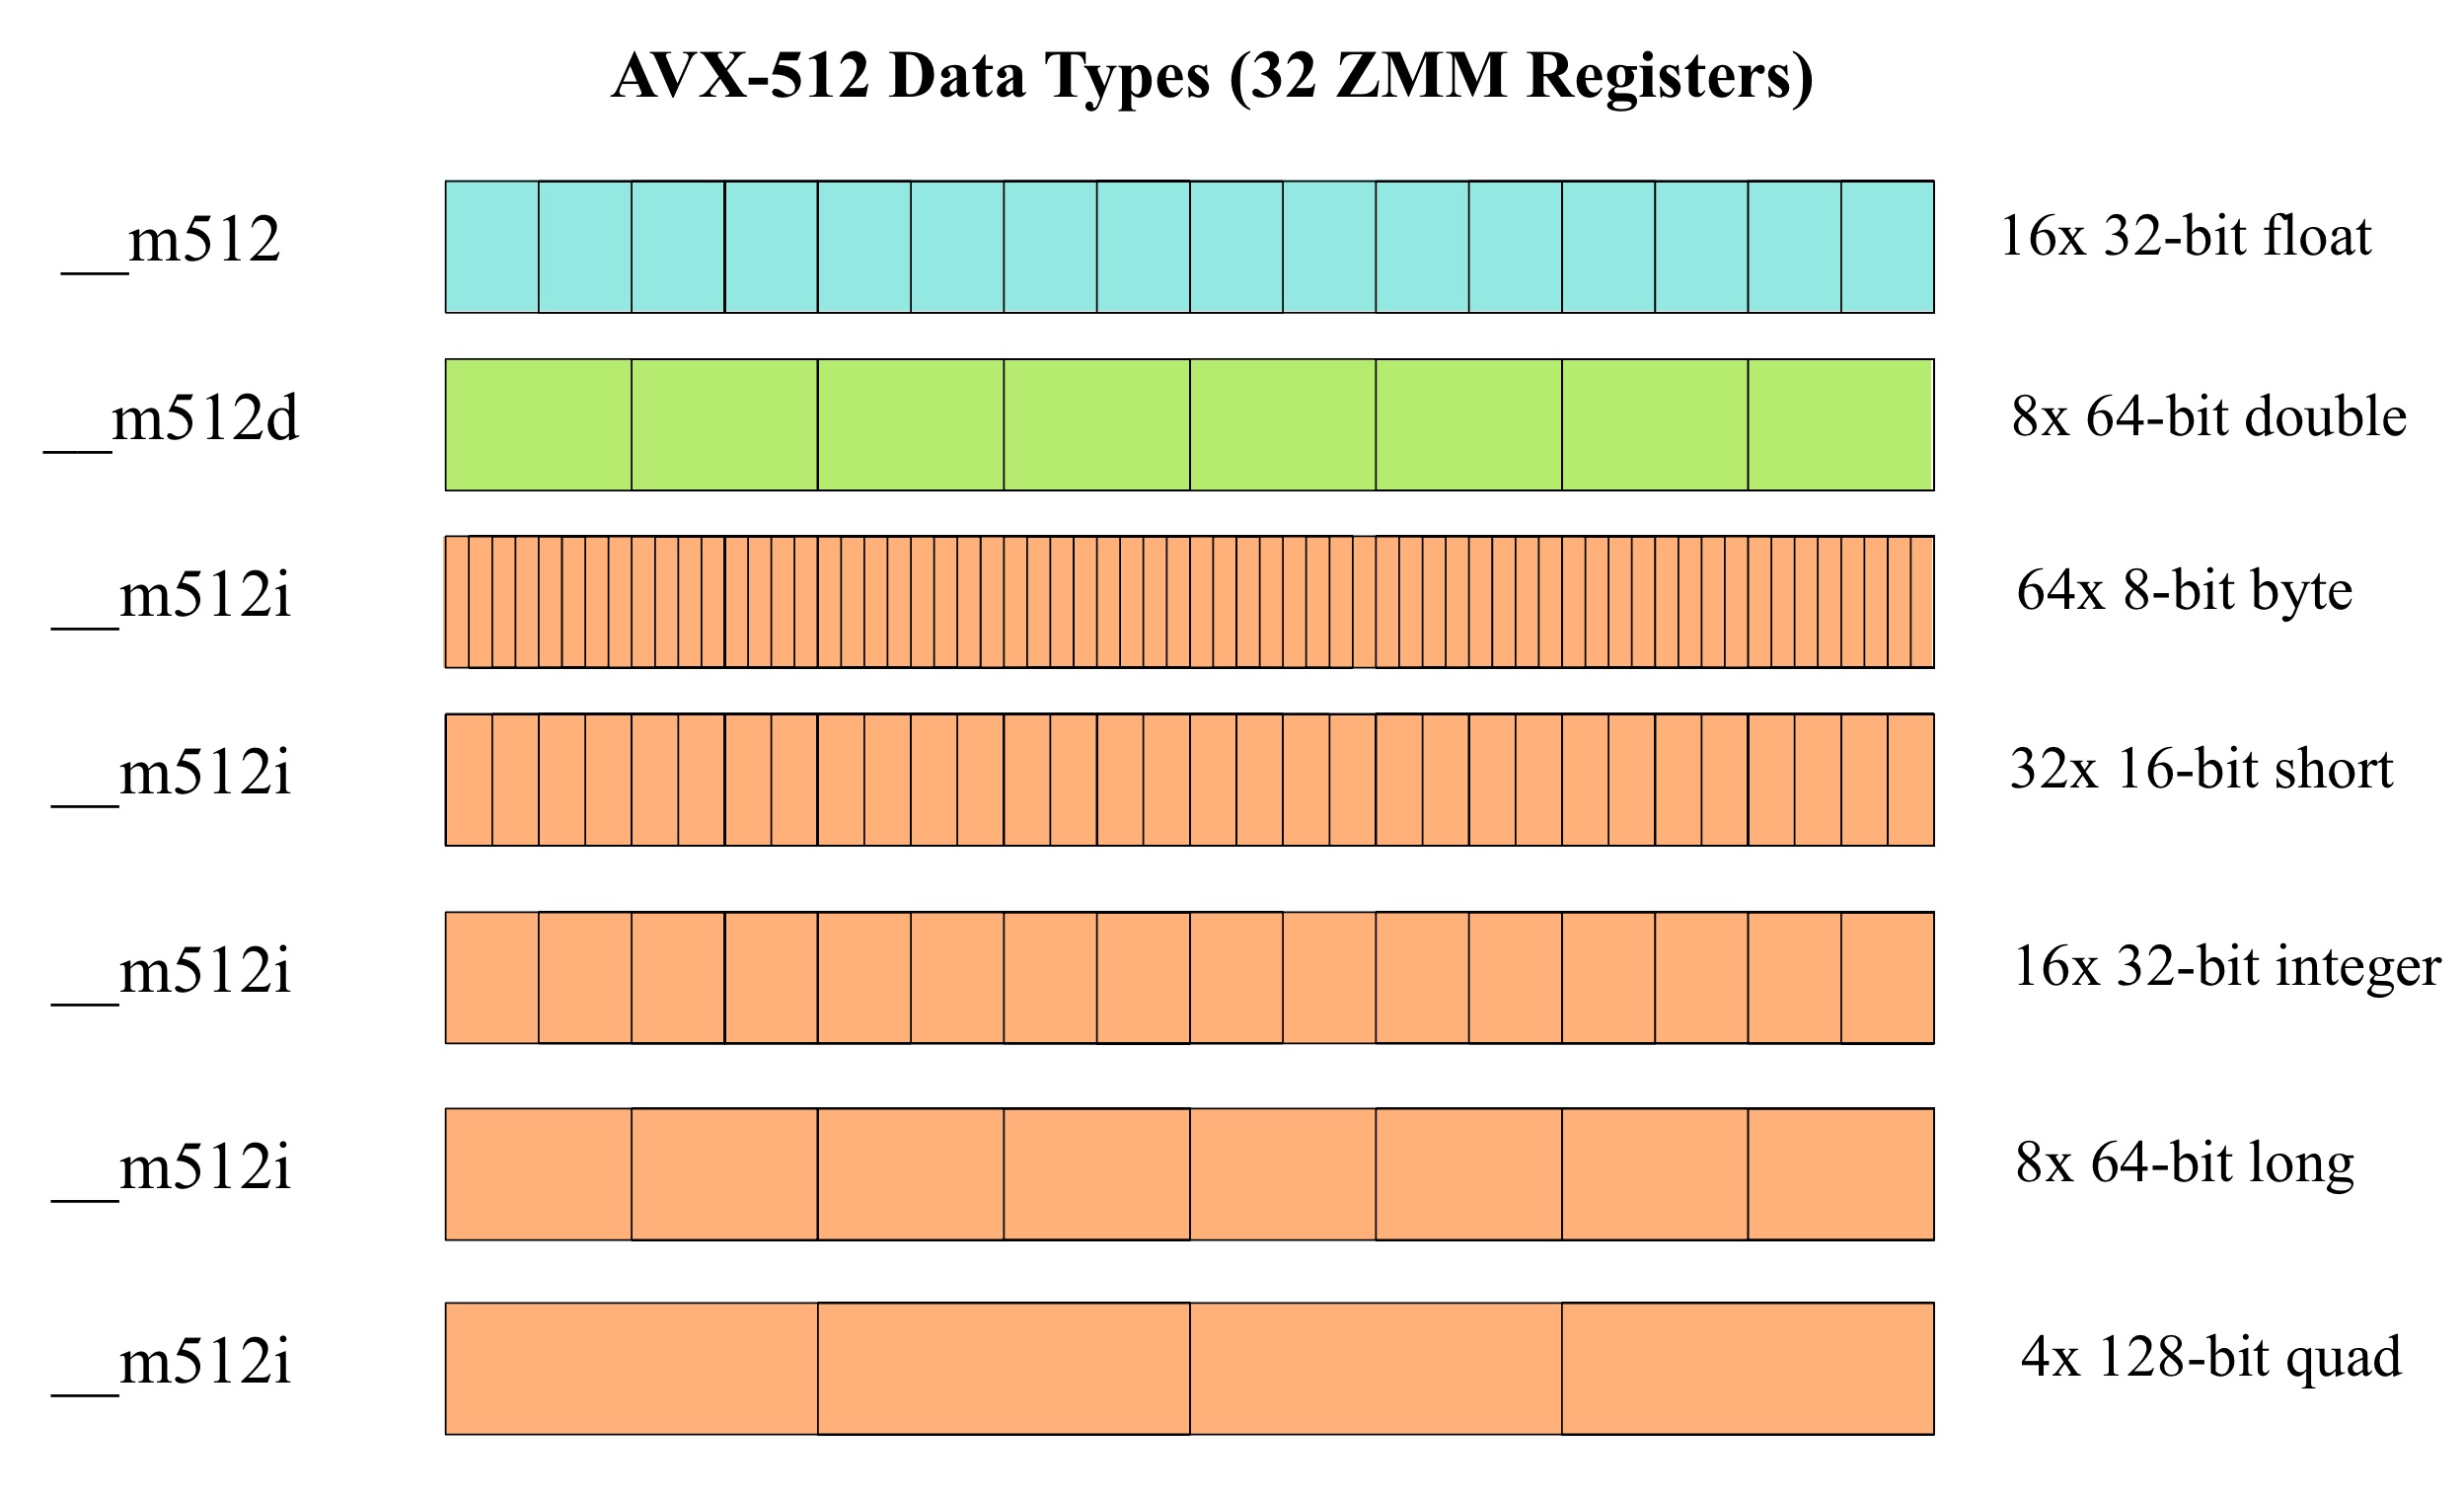 AVX-512 Data Types (32 ZMM Registers)
__m512
16x 32-bit float
__m512d
8x 64-bit double
__m512i
64x 8-bit byte
__m512i
32x 16-bit short
__m512i
16x 32-bit integer
__m512i
8x 64-bit long
__m512i
4x 128-bit quad